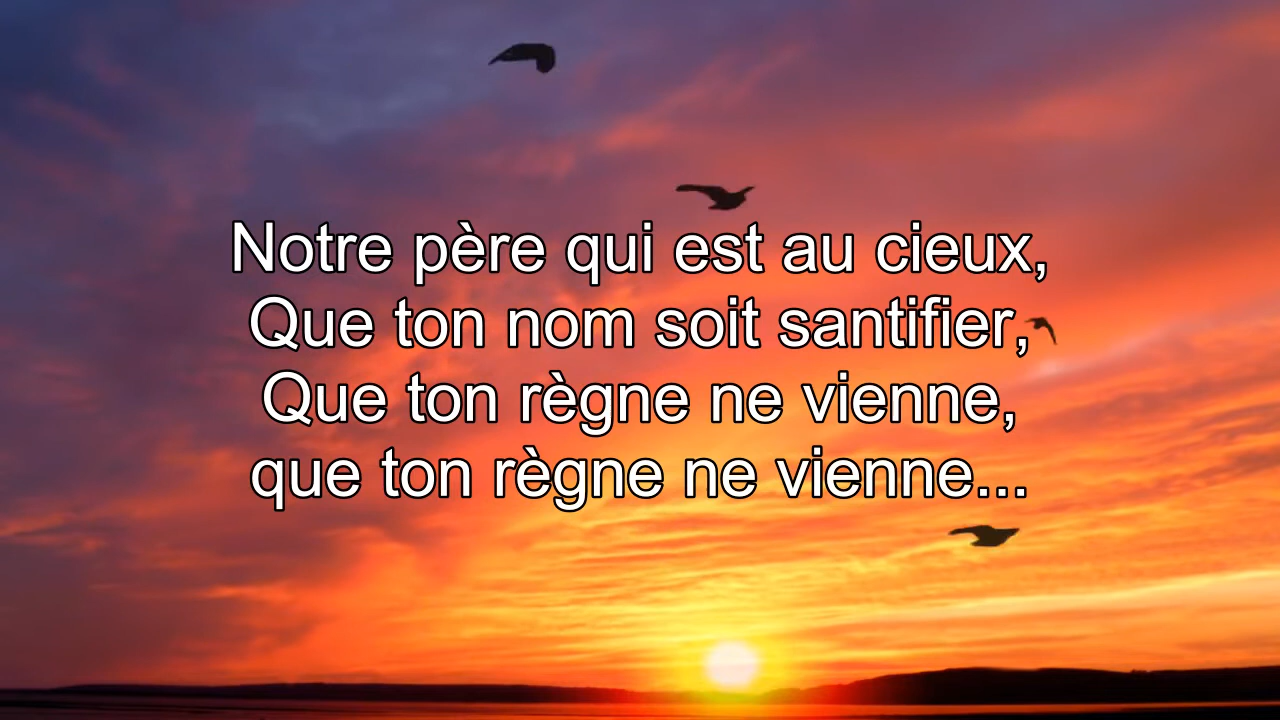 Notre père qui est au cieux,
Que ton nom soit santifier,
Que ton règne ne vienne,
que ton règne ne vienne...